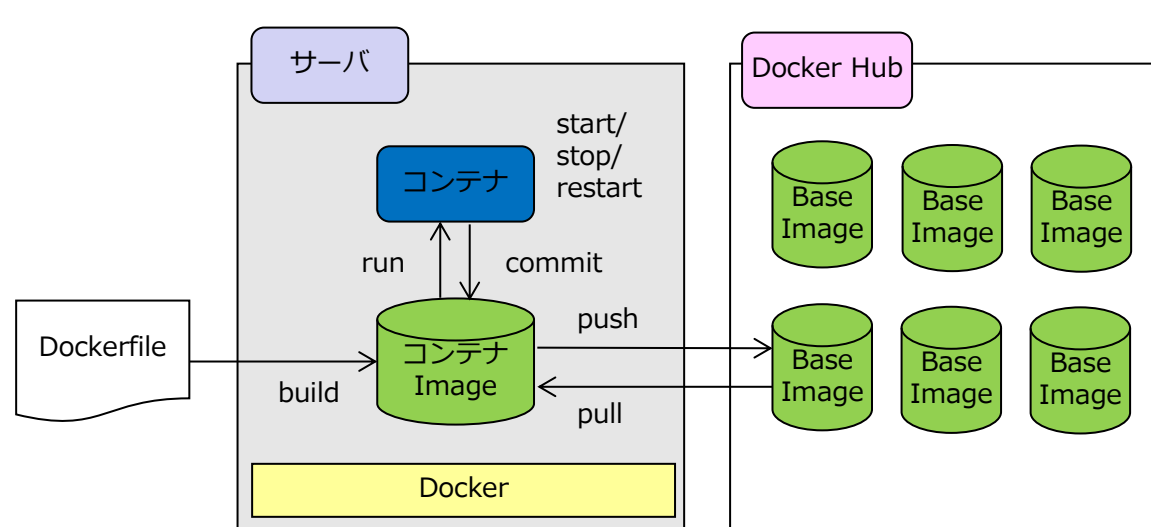 サーバ
Docker Hub
start/
stop/
restart
コンテナ
run
commit
Base
Image
Base
Image
Base
Image
Dockerfile
build
コンテナ
Image
push
pull
Base
Image
Base
Image
Base
Image
Docker